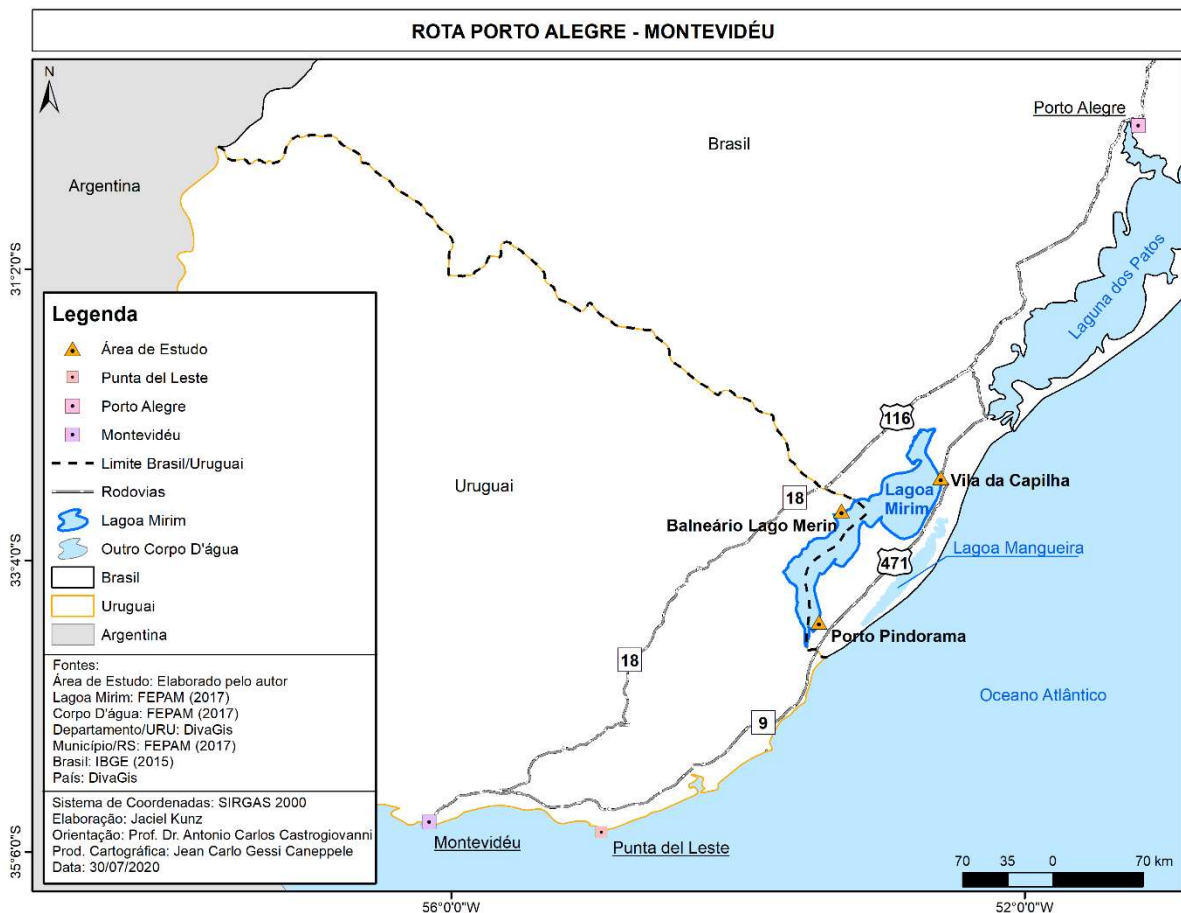 ROTA PORTO ALEGRE - MONTEVIDÉU
N
Porto Alegre
Brasil
Argentina
Laguna dos Patos
31°2'0"S
33°4'0"S
35°6'0"S
Uruguai
116
18
Lagoa
Mirim
Vila da Capilha
Balneário Lago Merin
471
Lagoa Mangueira
Porto Pindorama
18
Oceano Atlântico
9
Montevidéu
Punta del Leste
70 35 0 70 km
56°0'0"W
52°0'0"W
Legenda
Área de Estudo
Punta del Leste
Porto Alegre
Montevidéu
Limite Brasil/Uruguai
Rodovias
Lagoa Mirim
Outro Corpo D'água
Brasil
Uruguai
Argentina
Fontes:
Área de Estudo: Elaborado pelo autor
Lagoa Mirim: FEPAM (2017)
Corpo D'água: FEPAM (2017)
Departamento/URU: DivaGis
Município/RS: FEPAM (2017)
Brasil: IBGE (2015)
País: DivaGis
Sistema de Coordenadas: SIRGAS 2000
Elaboração: Jaciel Kunz
Orientação: Prof. Dr. Antonio Carlos Castrogiovanni
Prod. Cartográfica: Jean Carlo Gessi Caneppele
Data: 30/07/2020